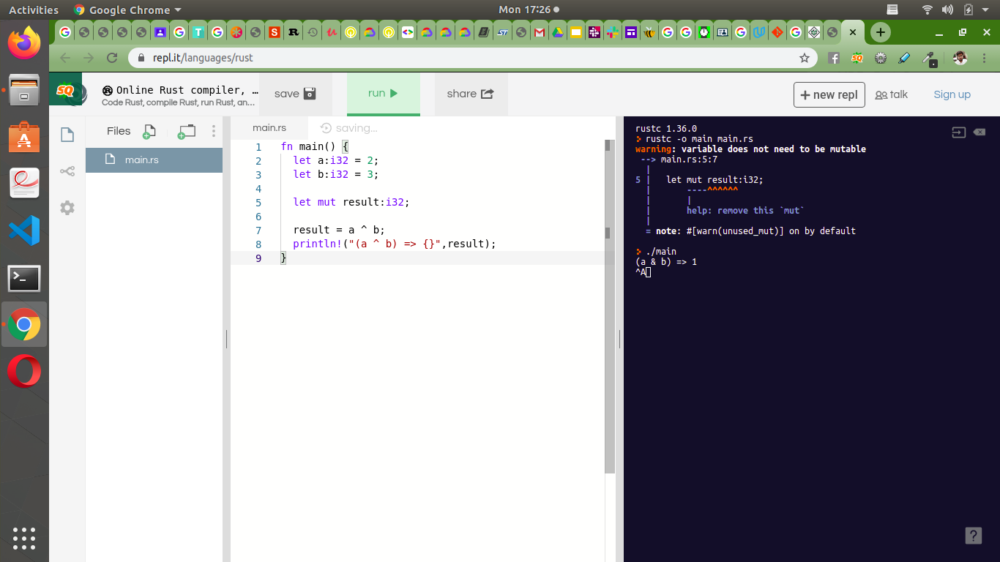 Activities
Google Chrome
Mon 17:26
repl.it/languages/rust
SQ
Online Rust compiler, ...
Code Rust, compile Rust, run Rust, an...
save
run
share
+ new repl
talk
Sign up
Files
main.rs
main.rs
saving...
1 fn main() {
2 let a:i32 = 2;
3 let b:i32 = 3;
4
5 let mut result:i32;
6
7 result = a ^ b;
8 println!("(a ^ b) => {}",result);
9 }
rustc 1.36.0
> rustc -o main main.rs
warning: variable does not need to be mutable
--> main.rs:5:7
|
5 | let mut result:i32;
| ----^^^^^^
| |
| help: remove this `mut`
|
= note: #[warn(unused_mut)] on by default
> ./main
(a & b) => 1
^A
?